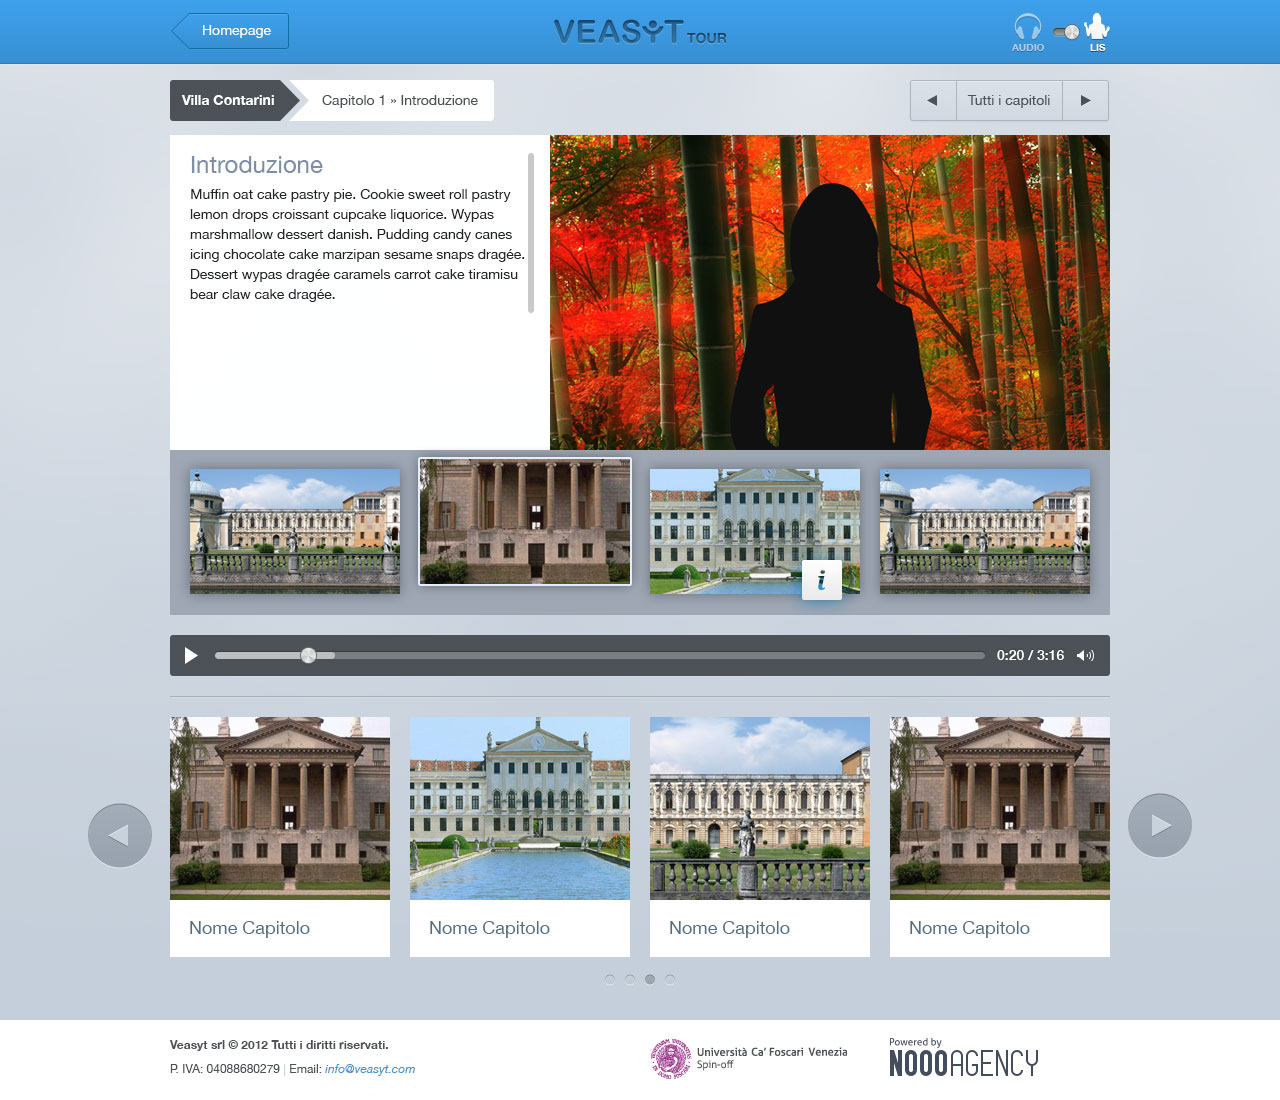 Homepage
VEASYT TOUR
AUDIO
LIS
Villa Contarini
Capitolo 1 » Introduzione
Tutti i capitoli
Introduzione
Muffin oat cake pastry pie. Cookie sweet roll pastry
lemon drops croissant cupcake liquorice. Wypas
marshmallow dessert danish. Pudding candy canes
icing chocolate cake marzipan sesame snaps dragée.
Dessert wypas dragée caramels carrot cake tiramisu
bear claw cake dragée.
i
0:20 / 3:16
Nome Capitolo
Nome Capitolo
Nome Capitolo
Nome Capitolo
Veasyt srl © 2012 Tutti i diritti riservati.
P. IVA: 04088680279 | Email: info@veasyt.com
Università Ca' Foscari Venezia
Spin-off
Powered by
NOOOAGENCY